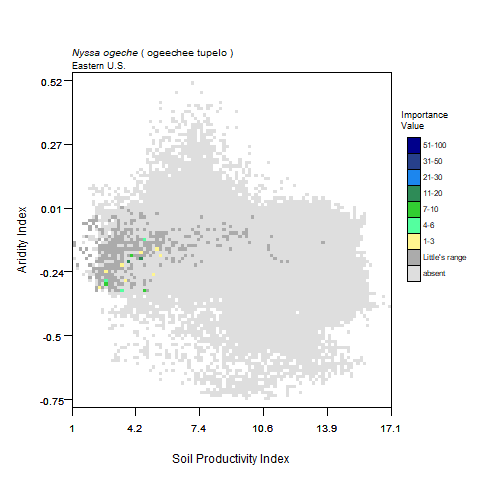 Nyssa ogeche ( ogeechee tupelo )
Eastern U.S.
0.52
0.27
0.01
-0.24
-0.5
-0.75
Aridity Index
1
4.2
7.4
10.6
13.9
17.1
Soil Productivity Index
Importance
Value
51-100
31-50
21-30
11-20
7-10
4-6
1-3
Little's range
absent